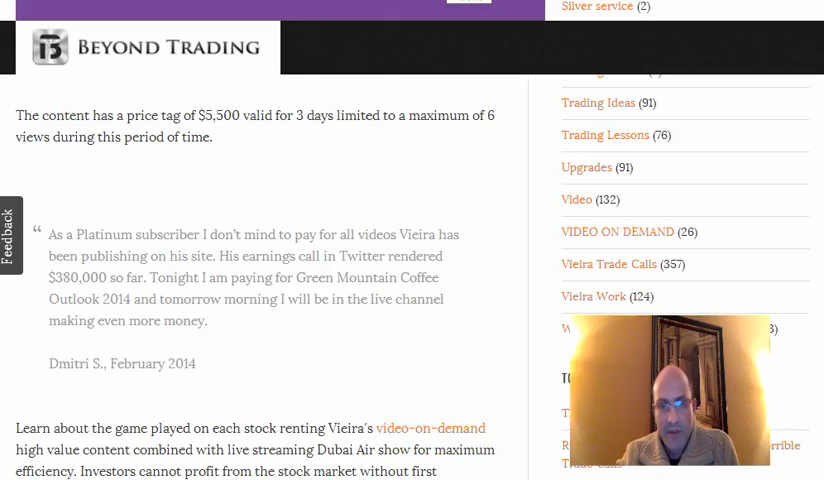 Silver service (2)
BEYOND TRADING
Trading Ideas (91)
The content has a price tag of $5,500 valid for 3 days limited to a maximum of 6
views during this period of time.
Trading Lessons (76)
Upgrades (91)
Video (132)
VIDEO ON DEMAND (26)
Vieira Trade Calls (357)
Vieira Work (124)
Feedback
“ As a Platinum subscriber I don't mind to pay for all videos Vieira has
been publishing on his site. His earnings call in Twitter rendered
$380,000 so far. Tonight I am paying for Green Mountain Coffee
Outlook 2014 and tomorrow morning I will be in the live channel
making even more money.
Dmitri S., February 2014
Learn about the game played on each stock renting Vieira´s video-on-demand
high value content combined with live streaming Dubai Air show for maximum
efficiency. Investors cannot profit from the stock market without first